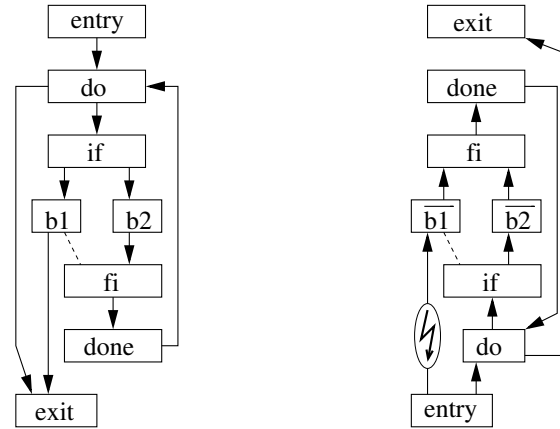 entry
do
if
b1
b2
fi
done
exit
exit
done
fi
b1
b2
if
do
entry